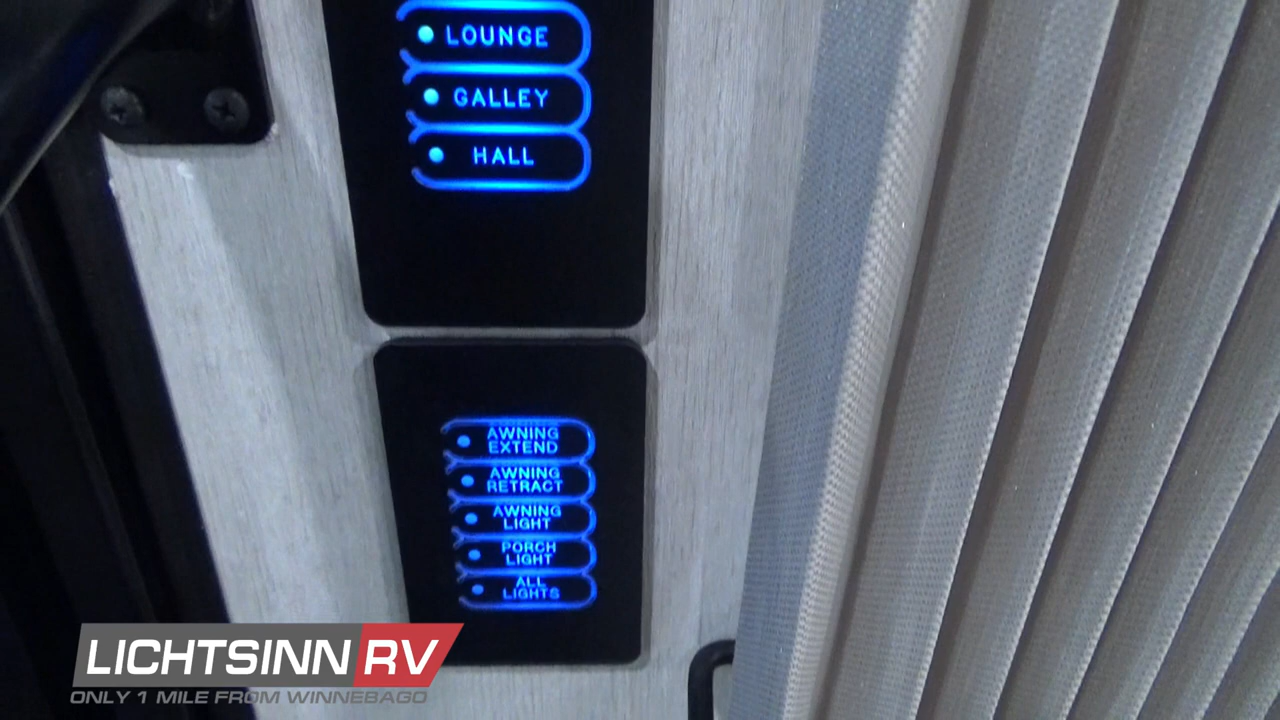 LOUNGE
GALLEY
HALL
AWNING
EXTEND
AWNING
RETRACT
AWNING
LIGHT
PORCH
LIGHT
ALL
LIGHTS
LICHTSINN RV
ONLY 1 MILE FROM WINNEBAGO